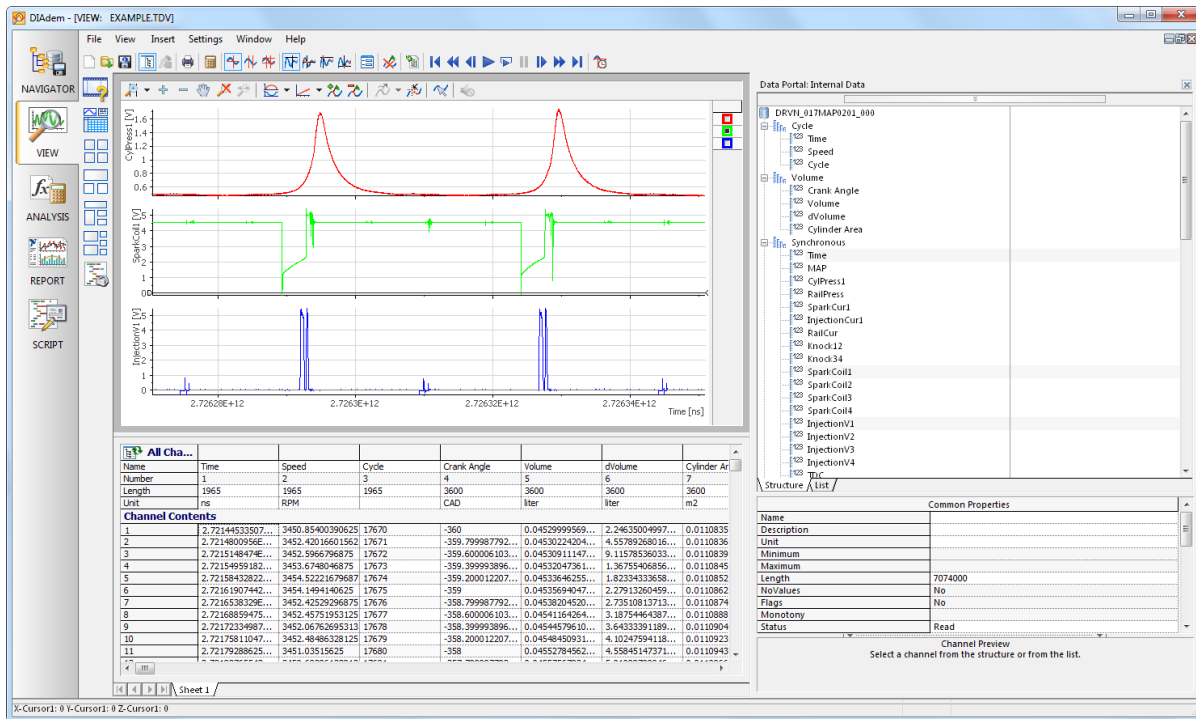 DIAdem - [VIEW: EXAMPLE.TDV]
File View Insert Settings Window Help
NAVIGATOR
VIEW
ANALYSIS
REPORT
SCRIPT
CylPress1 [V]
1.6
1.4
1.2
1
0.8
0.6
SparkCoil1 [V]
5
4
3
2
1
0
InjectionV1 [V]
5
4
3
2
1
0
2.72628E+12 2.7263E+12 2.72632E+12 2.72634E+12
Time [ns]
All Cha...
Name Time Speed Cycle Crank Angle Volume dVolume Cylinder Ar
Number 1 2 3 4 5 6 7
Length 1965 1965 1965 3600 3600 3600 3600
Unit ns RPM CAD liter liter m2
Channel Contents
1 2.72144533507... 3450.85400390625 17670 -360 0.04529999569... 2.24635004997... 0.0110835
2 2.7214800956E... 3452.42016601562 17671 -359.799987792... 0.04530224204... 4.55789268016... 0.0110836
3 2.7215148474E... 3452.5966796875 17672 -359.600006103... 0.04530911147... 9.11578536033... 0.0110839
4 2.72154959182... 3453.6748046875 17673 -359.399993896... 0.04532047361... 1.36755406856... 0.0110845
5 2.72158432822... 3454.52221679687 17674 -359.200012207... 0.04533646255... 1.82334333658... 0.0110852
6 2.72161907442... 3454.1494140625 17675 -359 0.04535694047... 2.27913260459... 0.0110862
7 2.7216538329E... 3452.42529296875 17676 -358.799987792... 0.04538204520... 2.73510813713... 0.0110874
8 2.72168859475... 3452.45751953125 17677 -358.600006103... 0.04541164264... 3.18754464387... 0.0110888
9 2.72172334987... 3452.06762695313 17678 -358.399993896... 0.04544579610... 3.64333391189... 0.0110904
10 2.72175811047... 3452.48486328125 17679 -358.200012207... 0.04548450931... 4.10247594118... 0.0110923
11 2.72179288625... 3451.03515625 17680 -358 0.04552784562... 4.55845147371... 0.0110943
Sheet 1
Data Portal: Internal Data
DRVN_017MAP0201_000
Cycle
Time
Speed
Cycle
Volume
Crank Angle
Volume
dVolume
Cylinder Area
Synchronous
Time
MAP
CylPress1
RailPress
SparkCur1
InjectionCur1
RailCur
Knock12
Knock34
SparkCoil1
SparkCoil2
SparkCoil3
SparkCoil4
InjectionV1
InjectionV2
InjectionV3
InjectionV4
TDC
Structure List
Common Properties
Name
Description
Unit
Minimum
Maximum
Length 7074000
NoValues No
Flags No
Monotony
Status Read
Channel Preview
Select a channel from the structure or from the list.
X-Cursor1: 0 Y-Cursor1: 0 Z-Cursor1: 0